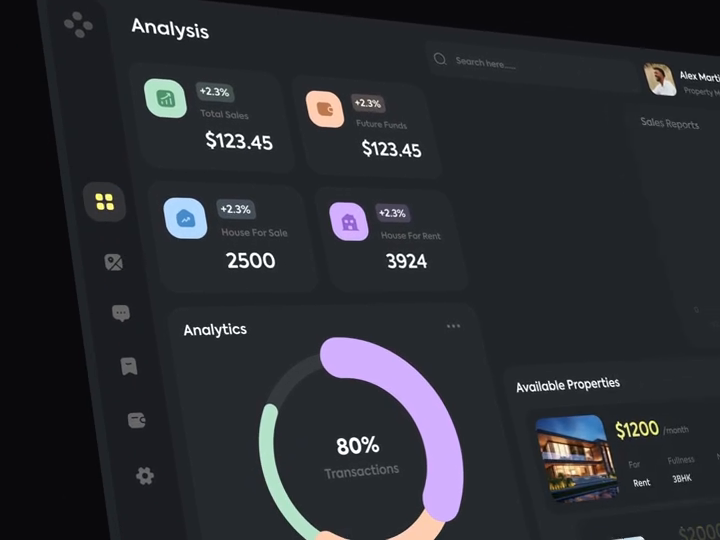 Analysis
Search here.....
Alex Marti
Property M
+2.3%
Total Sales
$123.45
+2.3%
Future Funds
$123.45
Sales Reports
+2.3%
House For Sale
2500
+2.3%
House For Rent
3924
0
Analytics
80%
Transactions
Available Properties
$1200 /month
For
Fullness
Rent
3BHK
$2000